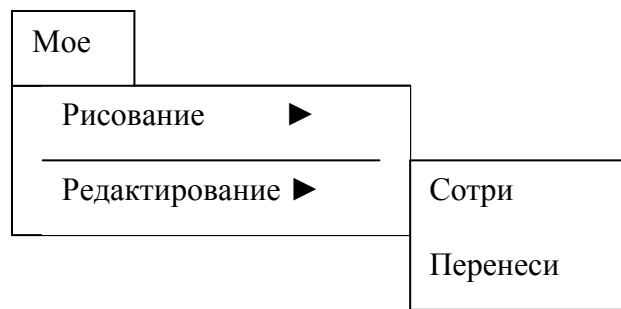 Мое
Рисование ►
Редактирование ►
Сотри
Перенеси